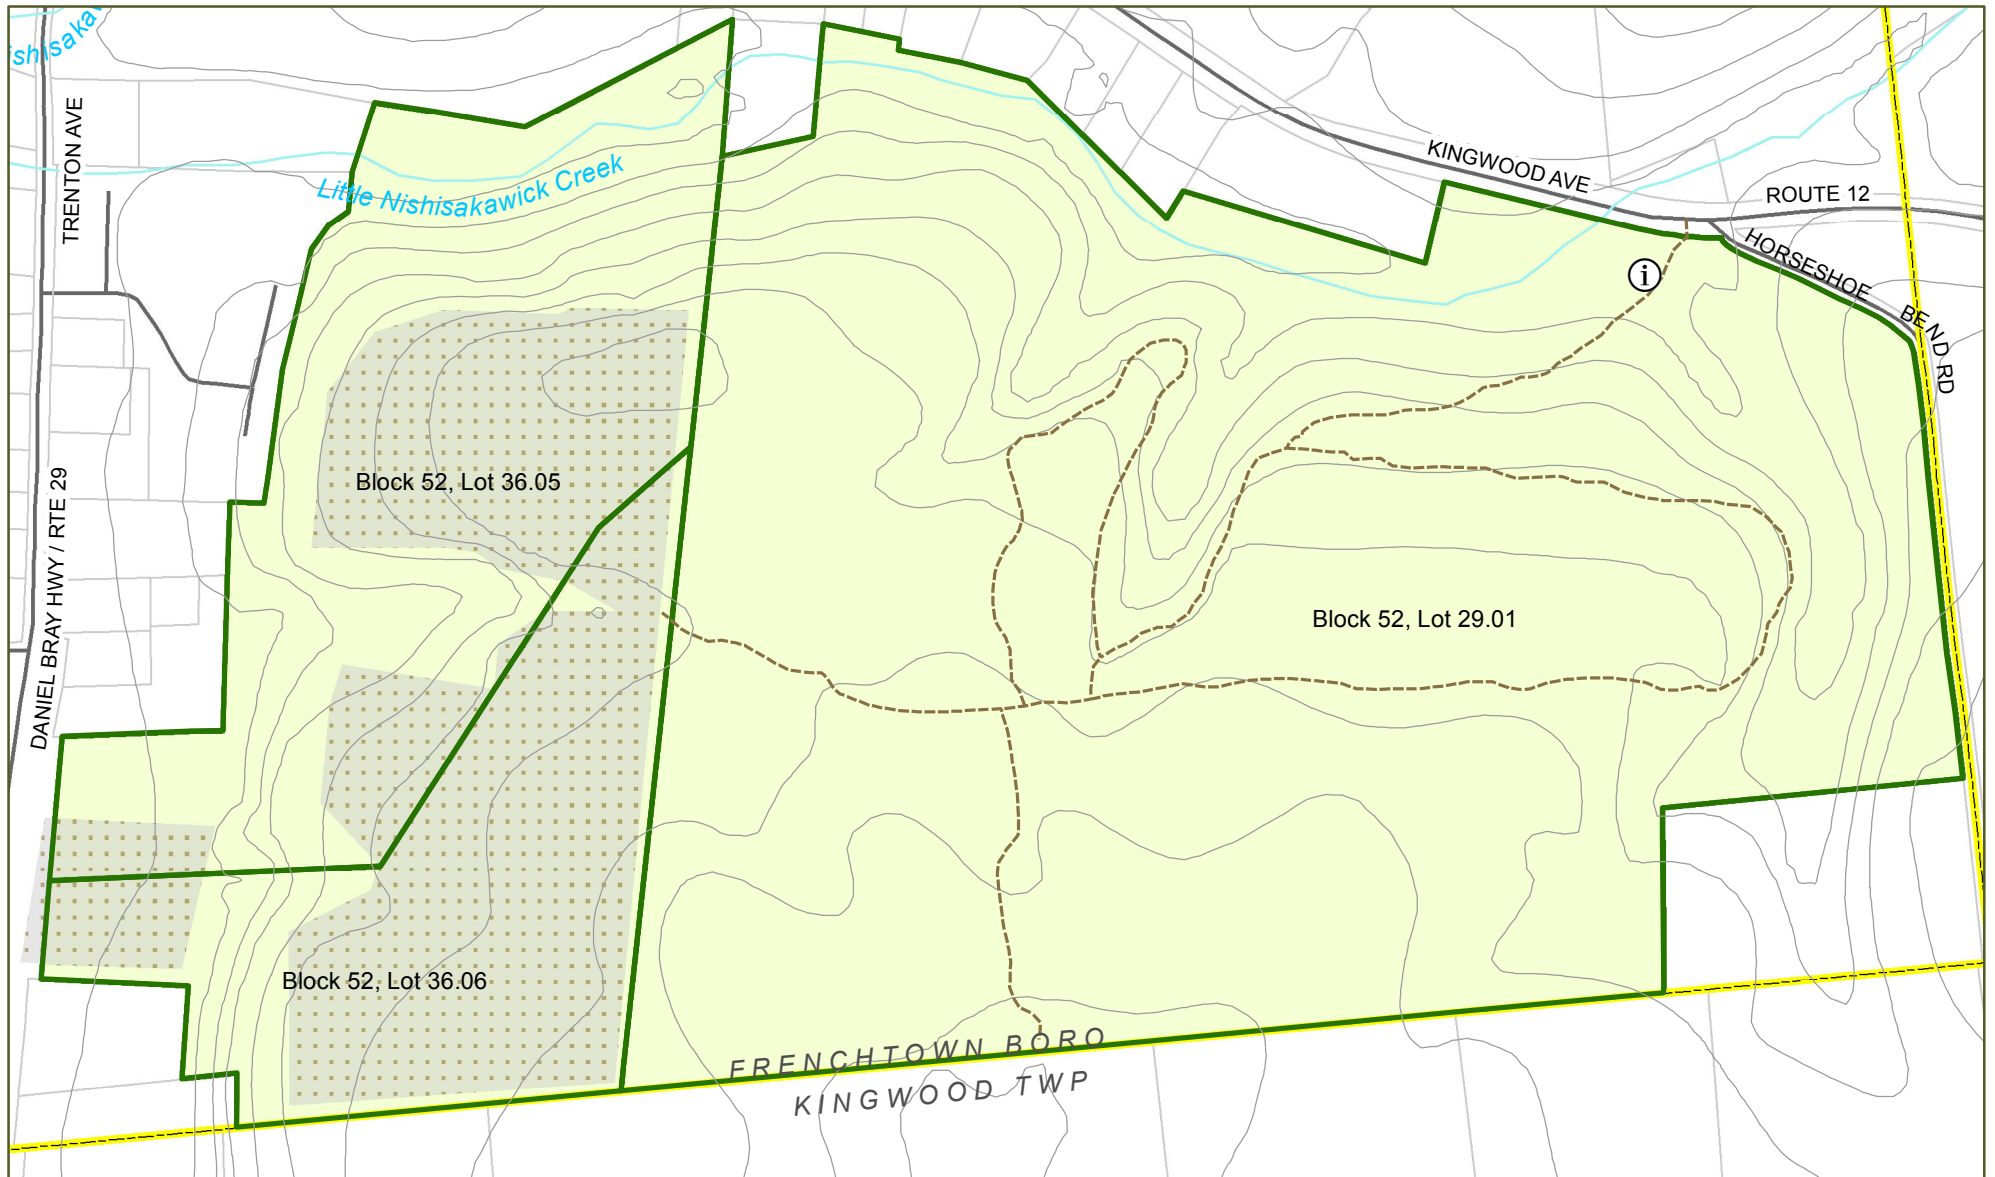 ishisakav
TRENTON AVE
Little Nishisakawick Creek
KINGWOOD AVE
ROUTE 12
HORSESHOE
BEND RD
i
DANIEL BRAY HWY / RTE 29
Block 52, Lot 36.05
Block 52, Lot 29.01
Block 52, Lot 36.06
FRENCHTOWN BORO
KINGWOOD TWP